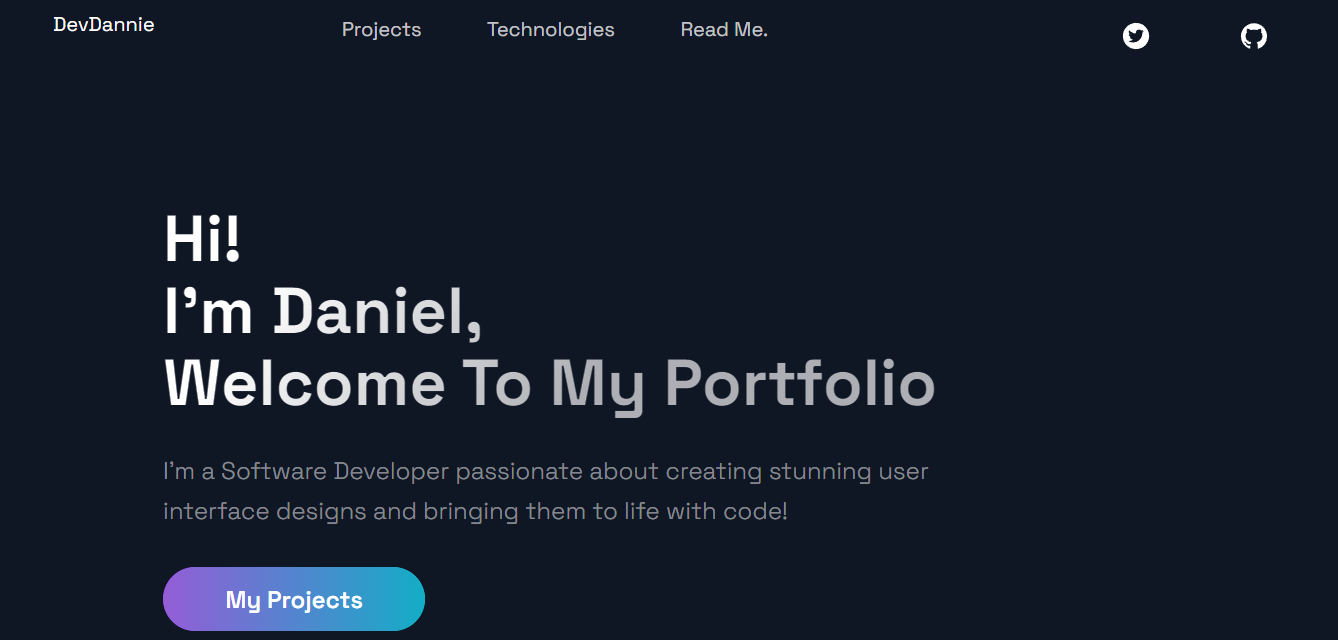 DevDannie
Projects
Technologies
Read Me.
Hi!
I’m Daniel,
Welcome To My Portfolio
I’m a Software Developer passionate about creating stunning user
interface designs and bringing them to life with code!
My Projects